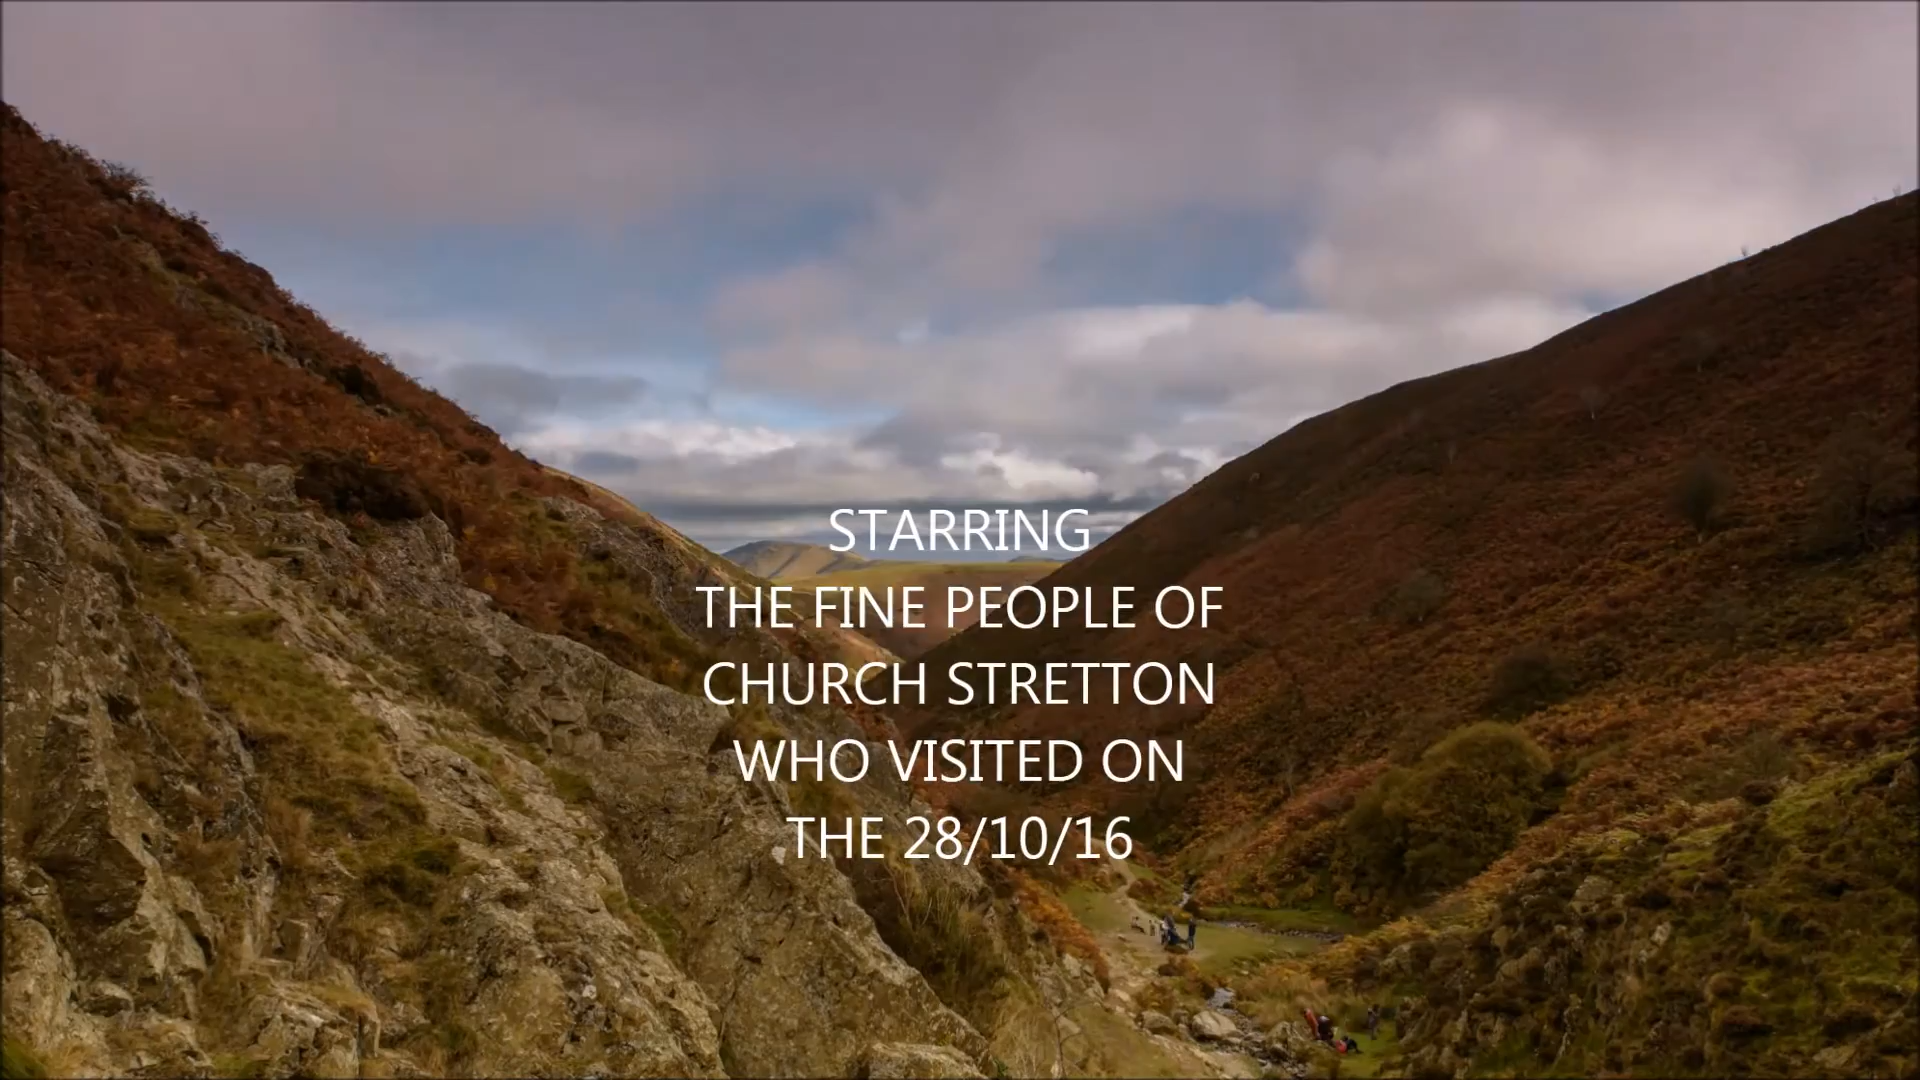 STARRING
THE FINE PEOPLE OF
CHURCH STRETTON
WHO VISITED ON
THE 28/10/16